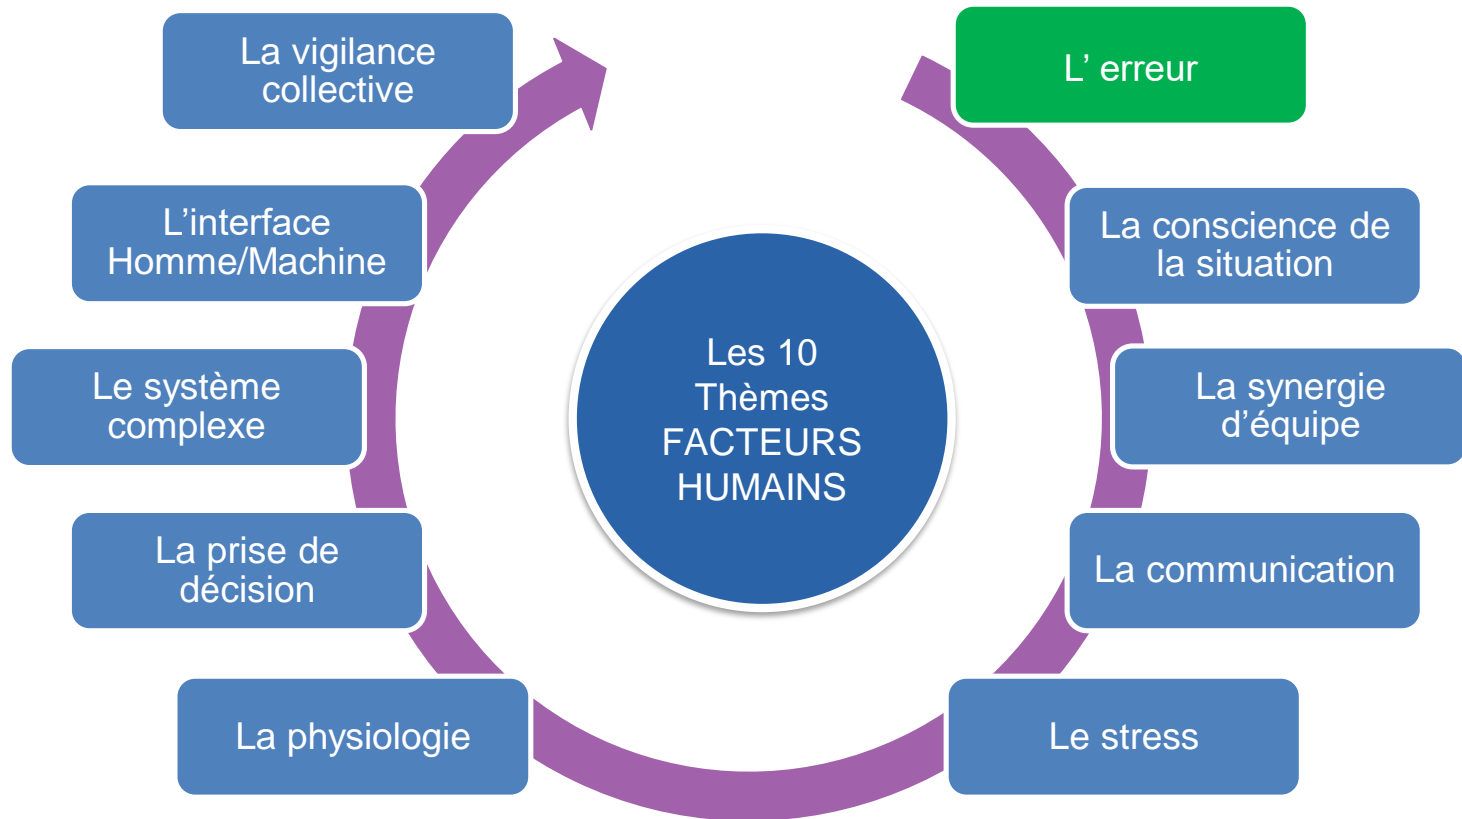 La vigilance
collective
L’ erreur
L’interface
Homme/Machine
La conscience de
la situation
Les 10
Thèmes
FACTEURS
HUMAINS
Le système
complexe
La synergie
d’équipe
La prise de
décision
La communication
La physiologie
Le stress